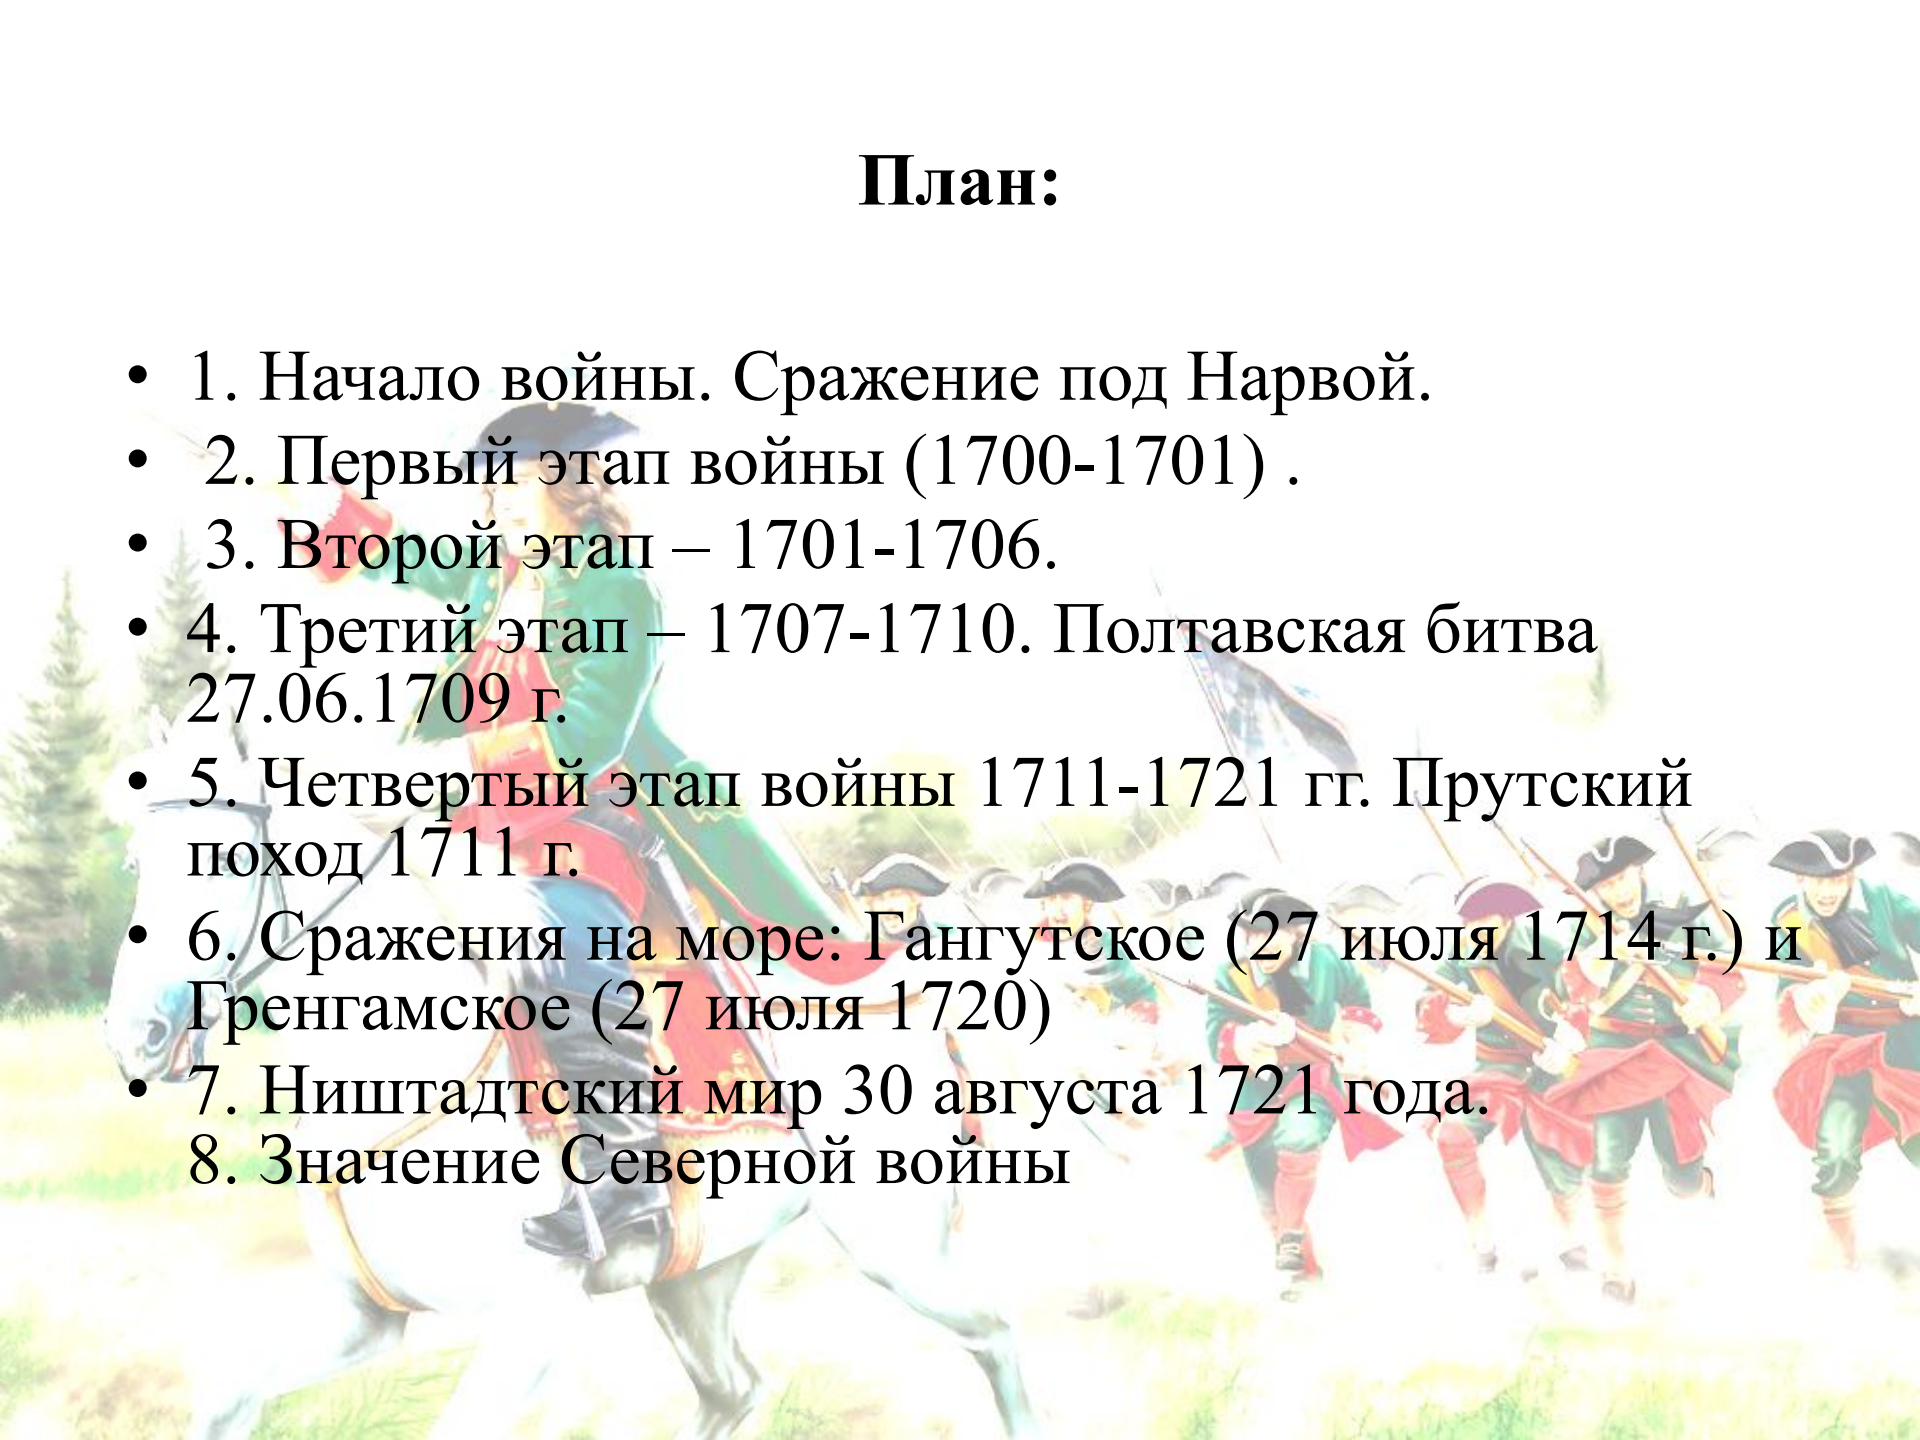 План:
• 1. Начало войны. Сражение под Нарвой.
• 2. Первый этап войны (1700-1701) .
• 3. Второй этап – 1701-1706.
• 4. Третий этап – 1707-1710. Полтавская битва
27.06.1709 г.
• 5. Четвертый этап войны 1711-1721 гг. Прутский
поход 1711 г.
• 6. Сражения на море: Гангутское (27 июля 1714 г.) и
Гренгамское (27 июля 1720)
• 7. Ништадтский мир 30 августа 1721 года.
8. Значение Северной войны